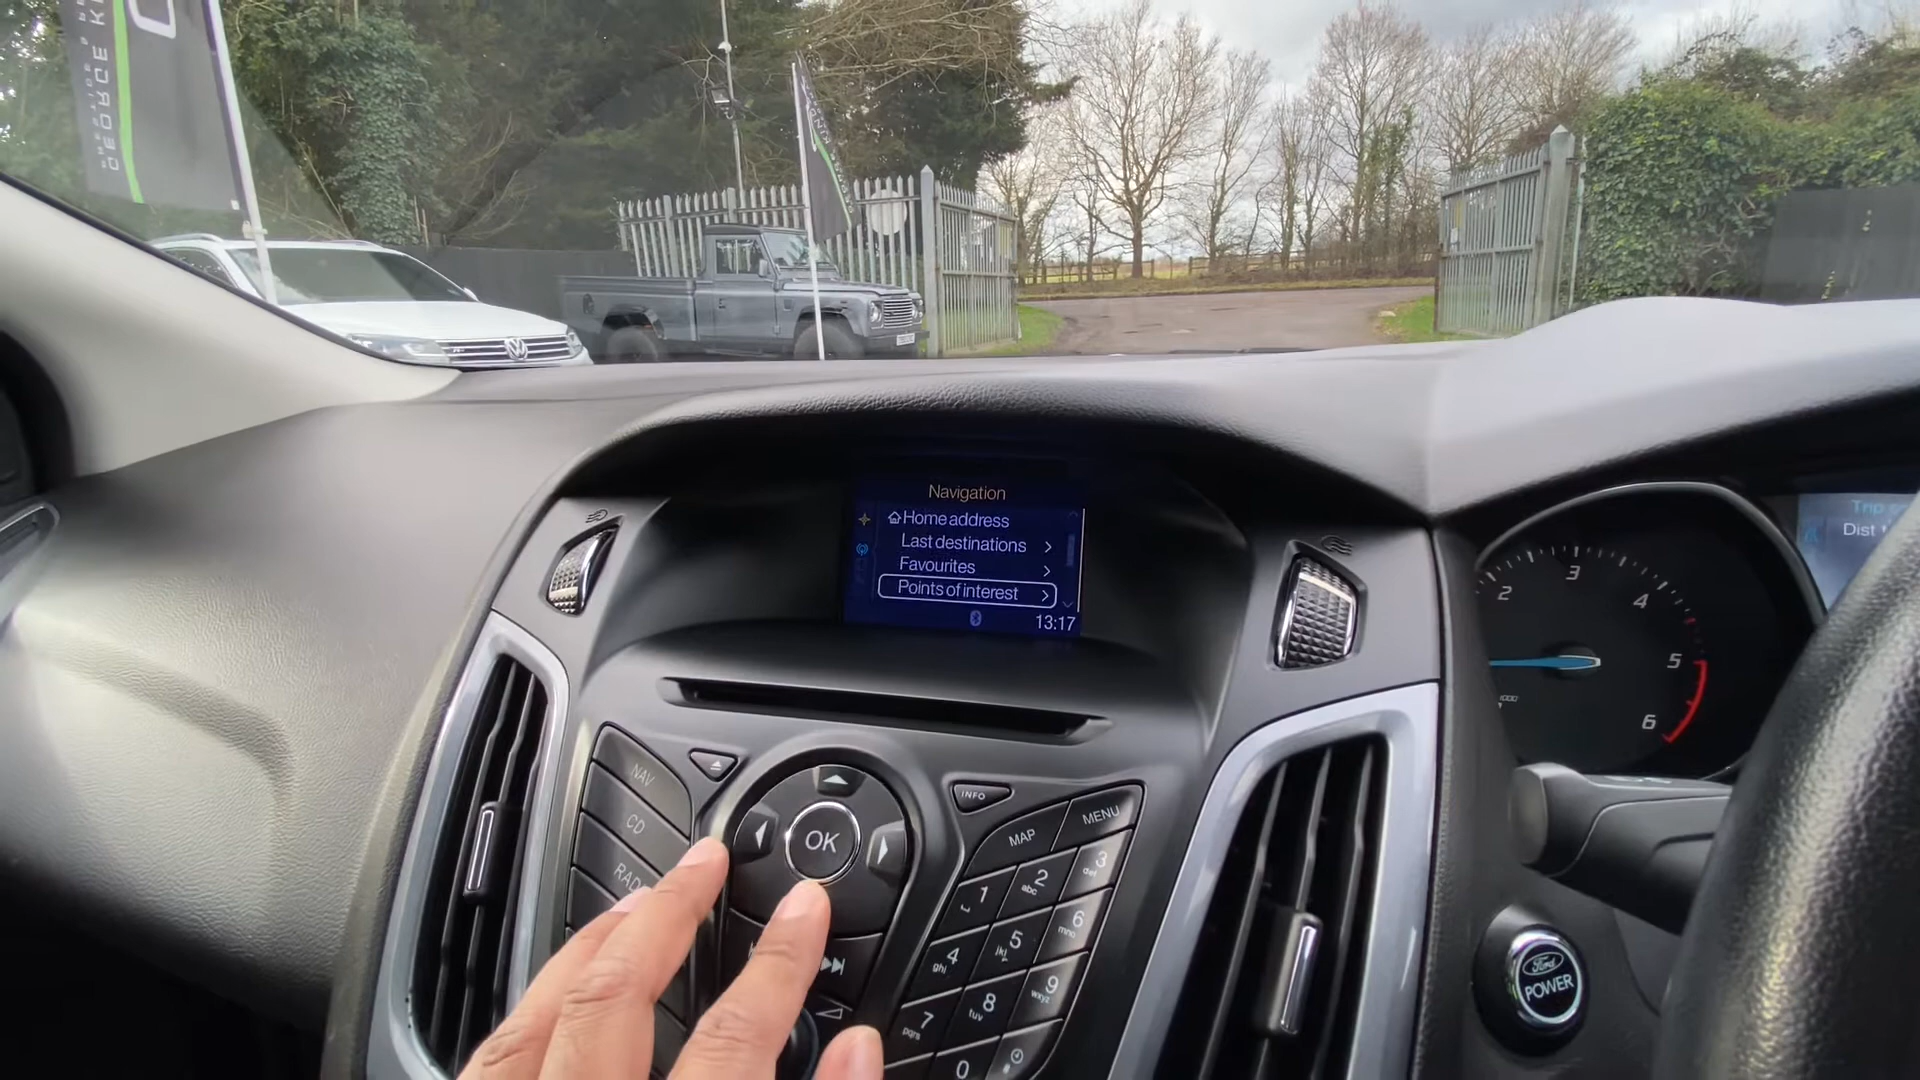 Navigation
Home address
Last destinations
Favourites
Points of interest
13:17
NAV
CD
INFO
MAP
MENU
OK
1
2 abc
3 def
4 ghi
5 jkl
6 mno
7 pqrs
8 tuv
9 wxyz
0
2
3
4
5
6
Dist
Ford
POWER